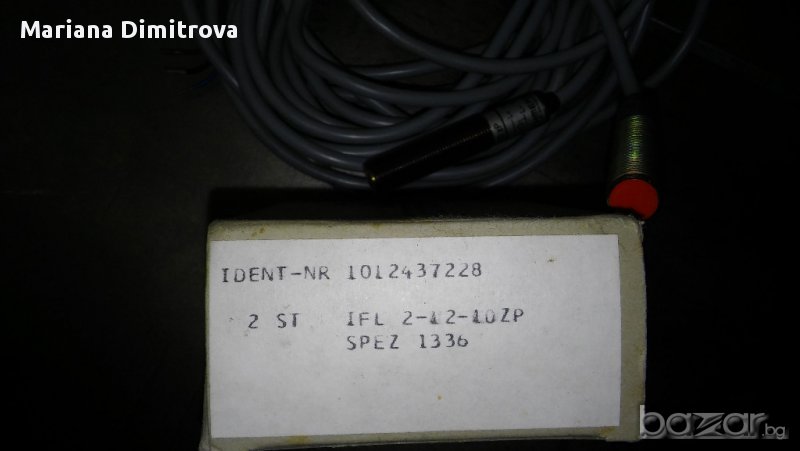 Mariana Dimitrova
IDENT-NR 1012437228
2 ST IFL 2-12-10ZP
SPEZ 1336
bazar.bg